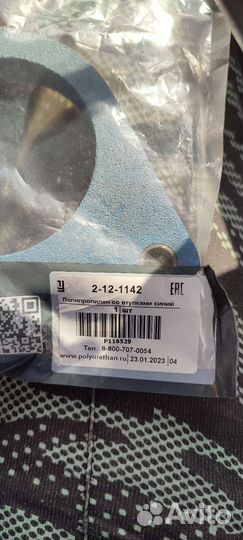 2-12-1142
EAC
Полипропилен со втулками синий
1 шт
P116529
Тел.: 8-800-707-0054
www.polyurethan.ru 23.01.2023 04
Avito